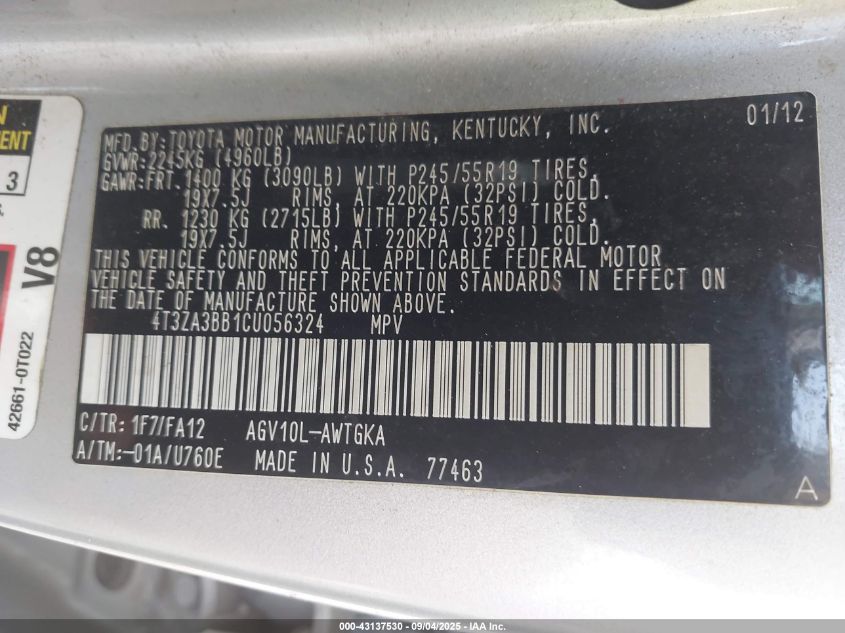 N
MENT
3
V8
42661-0T022
MFD.BY:TOYOTA MOTOR MANUFACTURING, KENTUCKY, INC. 01/12
GVWR:2245KG (4960LB)
GAWR:FRT.1400 KG (3090LB) WITH P245/55R19 TIRES,
19X7.5J RIMS, AT 220KPA (32PSI) COLD.
RR. 1230 KG (2715LB) WITH P245/55R19 TIRES,
19X7.5J RIMS, AT 220KPA (32PSI) COLD.
THIS VEHICLE CONFORMS TO ALL APPLICABLE FEDERAL MOTOR
VEHICLE SAFETY AND THEFT PREVENTION STANDARDS IN EFFECT ON
THE DATE OF MANUFACTURE SHOWN ABOVE.
4T3ZA3BB1CU056324 MPV
C/TR: 1F7/FA12 AGV10L-AWTGKA
A/TM:-01A/U760E MADE IN U.S.A. 77463
A
000-43137530 - 09/04/2025 - IAA Inc.